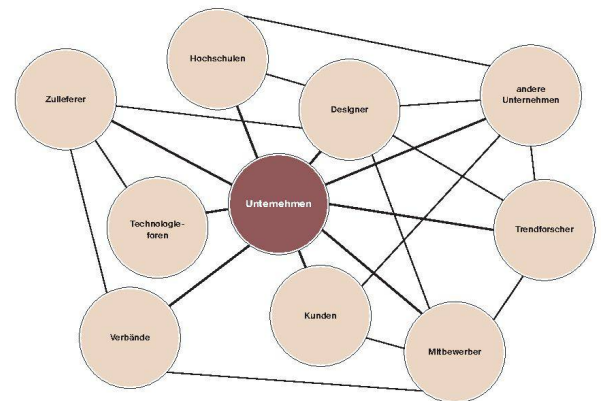 Hochschulen
andere
Unternehmen
Zulieferer
Designer
Unternehmen
Technologie-
foren
Trendforscher
Kunden
Verbände
Mitbewerber